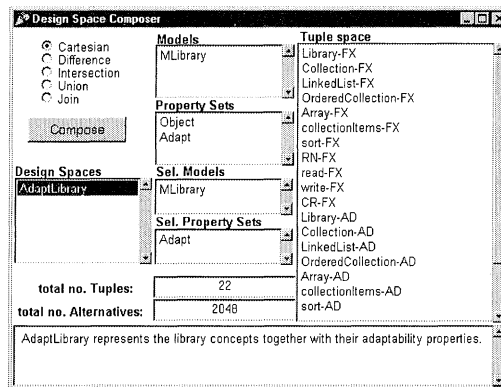 Design Space Composer
Cartesian
Difference
Intersection
Union
Join
Compose
Models
MLibrary
Property Sets
Object
Adapt
Design Spaces
AdaptLibrary
Sel. Models
MLibrary
Sel. Property Sets
Adapt
total no. Tuples:
22
total no. Alternatives:
2048
Tuple space
Library-FX
Collection-FX
LinkedList-FX
OrderedCollection-FX
Array-FX
collectionItems-FX
sort-FX
RN-FX
read-FX
write-FX
CR-FX
Library-AD
Collection-AD
LinkedList-AD
OrderedCollection-AD
Array-AD
collectionItems-AD
sort-AD
AdaptLibrary represents the library concepts together with their adaptability properties.